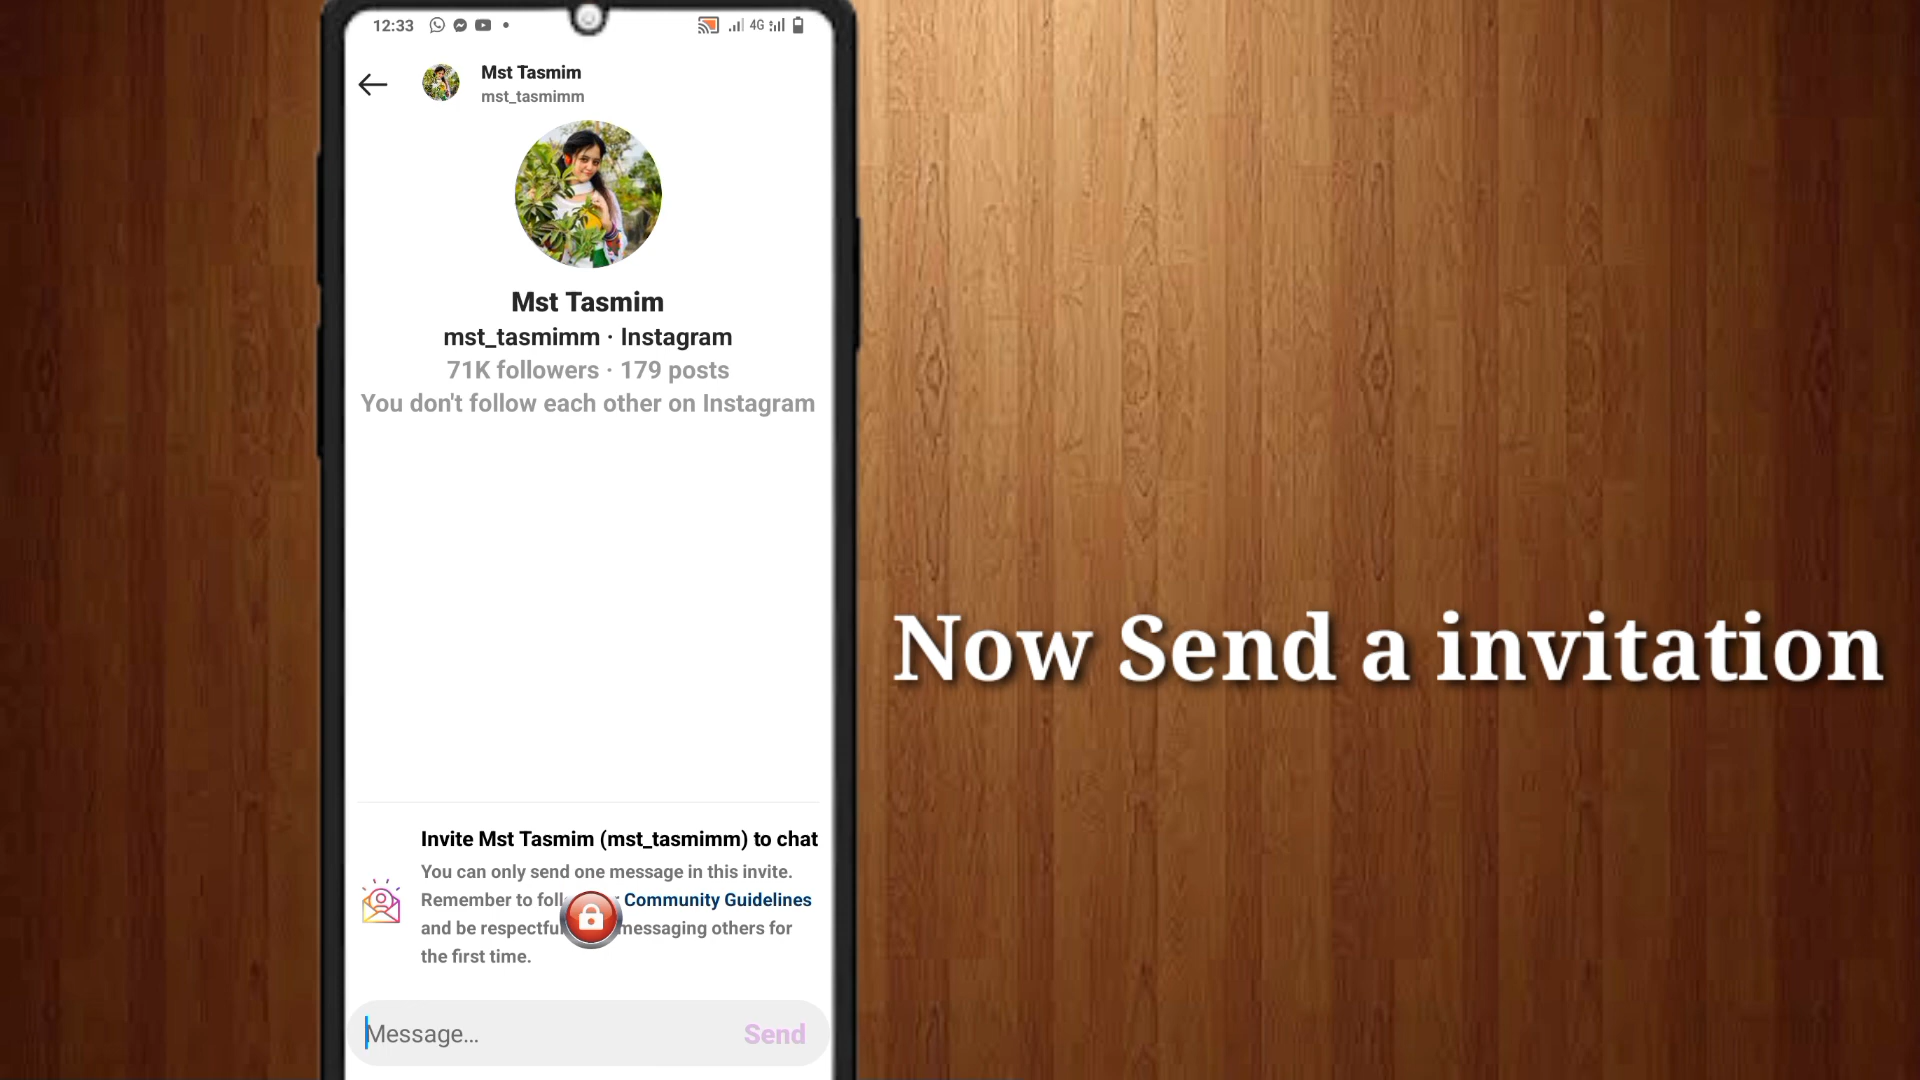 12:33 4G
Mst Tasmim
mst_tasmimm
Mst Tasmim
mst_tasmimm · Instagram
71K followers · 179 posts
You don't follow each other on Instagram
Now Send a invitation
Invite Mst Tasmim (mst_tasmimm) to chat
You can only send one message in this invite.
Remember to foll Community Guidelines
and be respectful messaging others for
the first time.
Message... Send